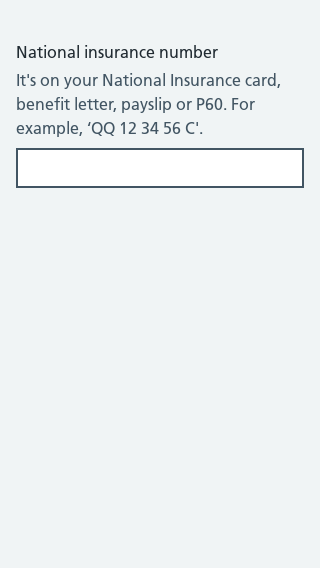 National insurance number
It's on your National Insurance card,
benefit letter, payslip or P60. For
example, ‘QQ 12 34 56 C'.